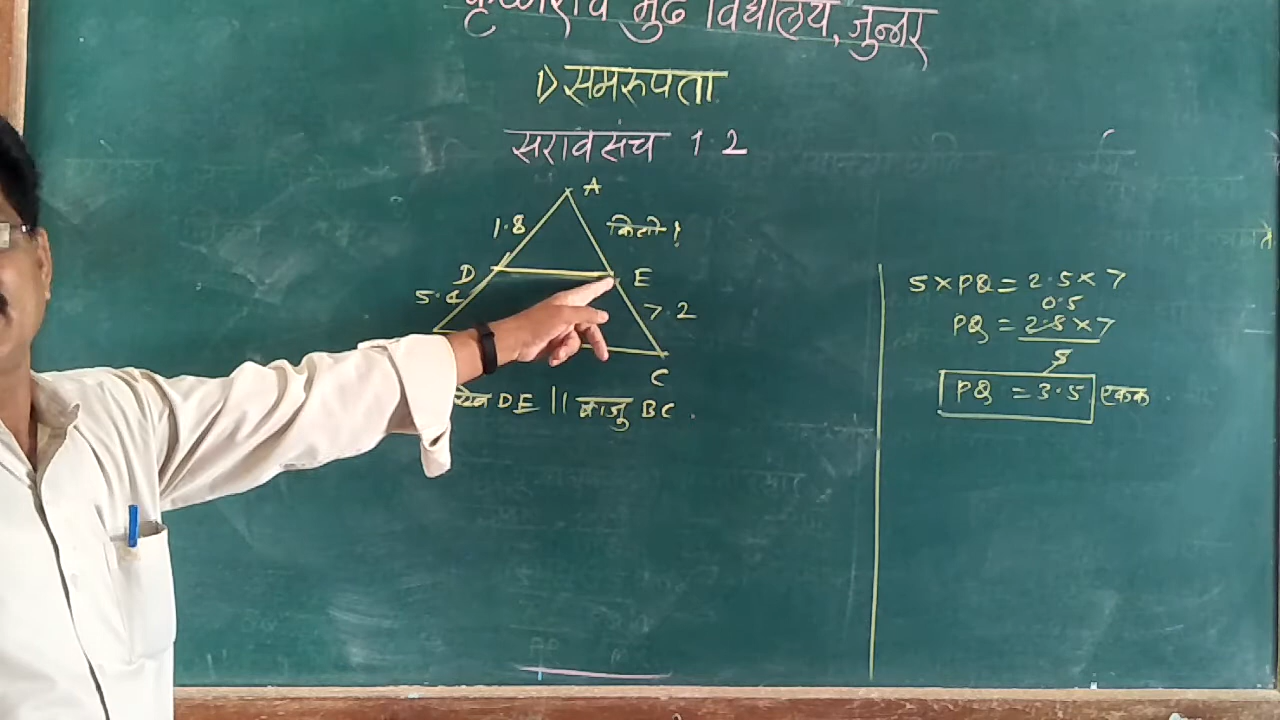 कृष्णराव मुंढे विद्यालय, जुन्नर
1) समरुपता
सरावसंच 1.2
A
1.8
किती?
D
E
5.4
7.2
C
रेख DE || बाजु BC.
5 × PQ = 2.5 × 7
0.5
PQ = 2.5 × 7
5
PQ = 3.5 एकक